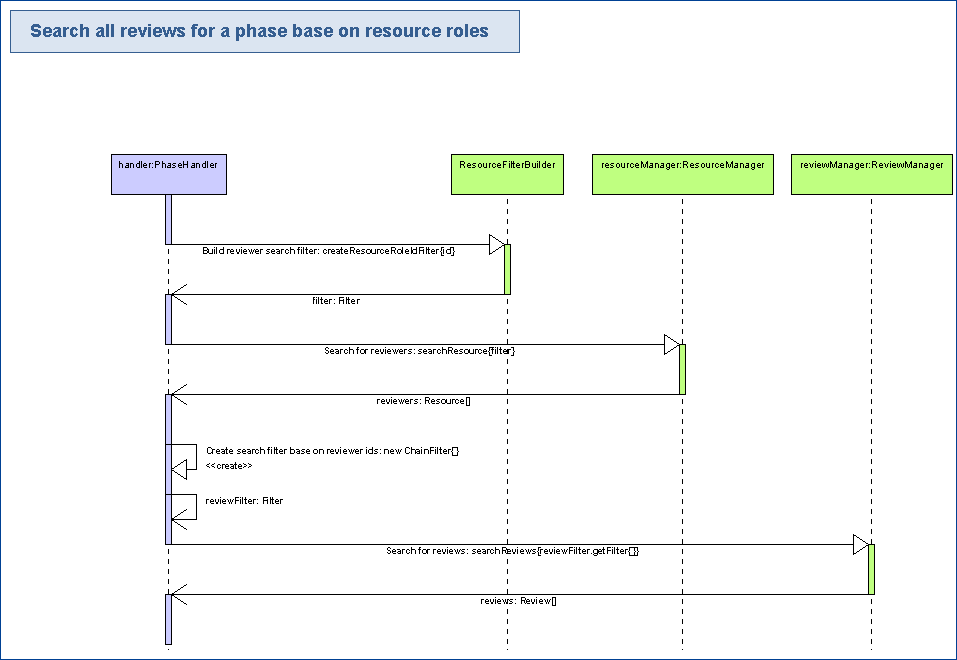 Search all reviews for a phase base on resource roles
handler:PhaseHandler
ResourceFilterBuilder
resourceManager:ResourceManager
reviewManager:ReviewManager
Build reviewer search filter: createResourceRoleIdFilter{id}
filter: Filter
Search for reviewers: searchResource{filter}
reviewers: Resource[]
Create search filter base on reviewer ids: new ChainFilter{}
<<create>>
reviewFilter: Filter
Search for reviews: searchReviews{reviewFilter.getFilter{}}
reviews: Review[]